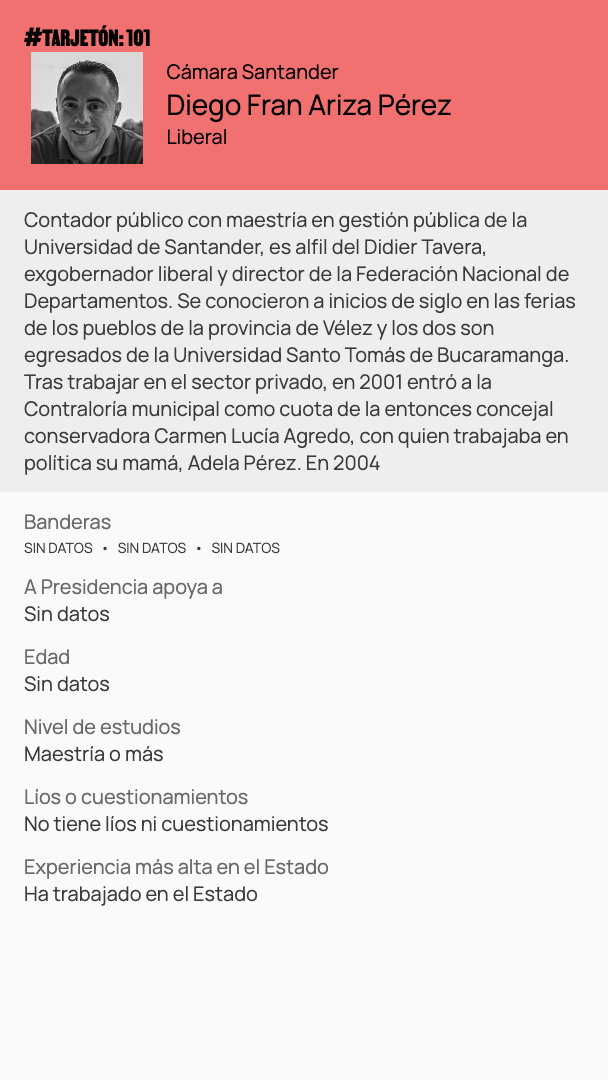 #TARJETÓN: 101
Cámara Santander
Diego Fran Ariza Pérez
Liberal
Contador público con maestría en gestión pública de la
Universidad de Santander, es alfil del Didier Tavera,
exgobernador liberal y director de la Federación Nacional de
Departamentos. Se conocieron a inicios de siglo en las ferias
de los pueblos de la provincia de Vélez y los dos son
egresados de la Universidad Santo Tomás de Bucaramanga.
Tras trabajar en el sector privado, en 2001 entró a la
Contraloría municipal como cuota de la entonces concejal
conservadora Carmen Lucía Agredo, con quien trabajaba en
política su mamá, Adela Pérez. En 2004
Banderas
SIN DATOS • SIN DATOS • SIN DATOS
A Presidencia apoya a
Sin datos
Edad
Sin datos
Nivel de estudios
Maestría o más
Líos o cuestionamientos
No tiene líos ni cuestionamientos
Experiencia más alta en el Estado
Ha trabajado en el Estado